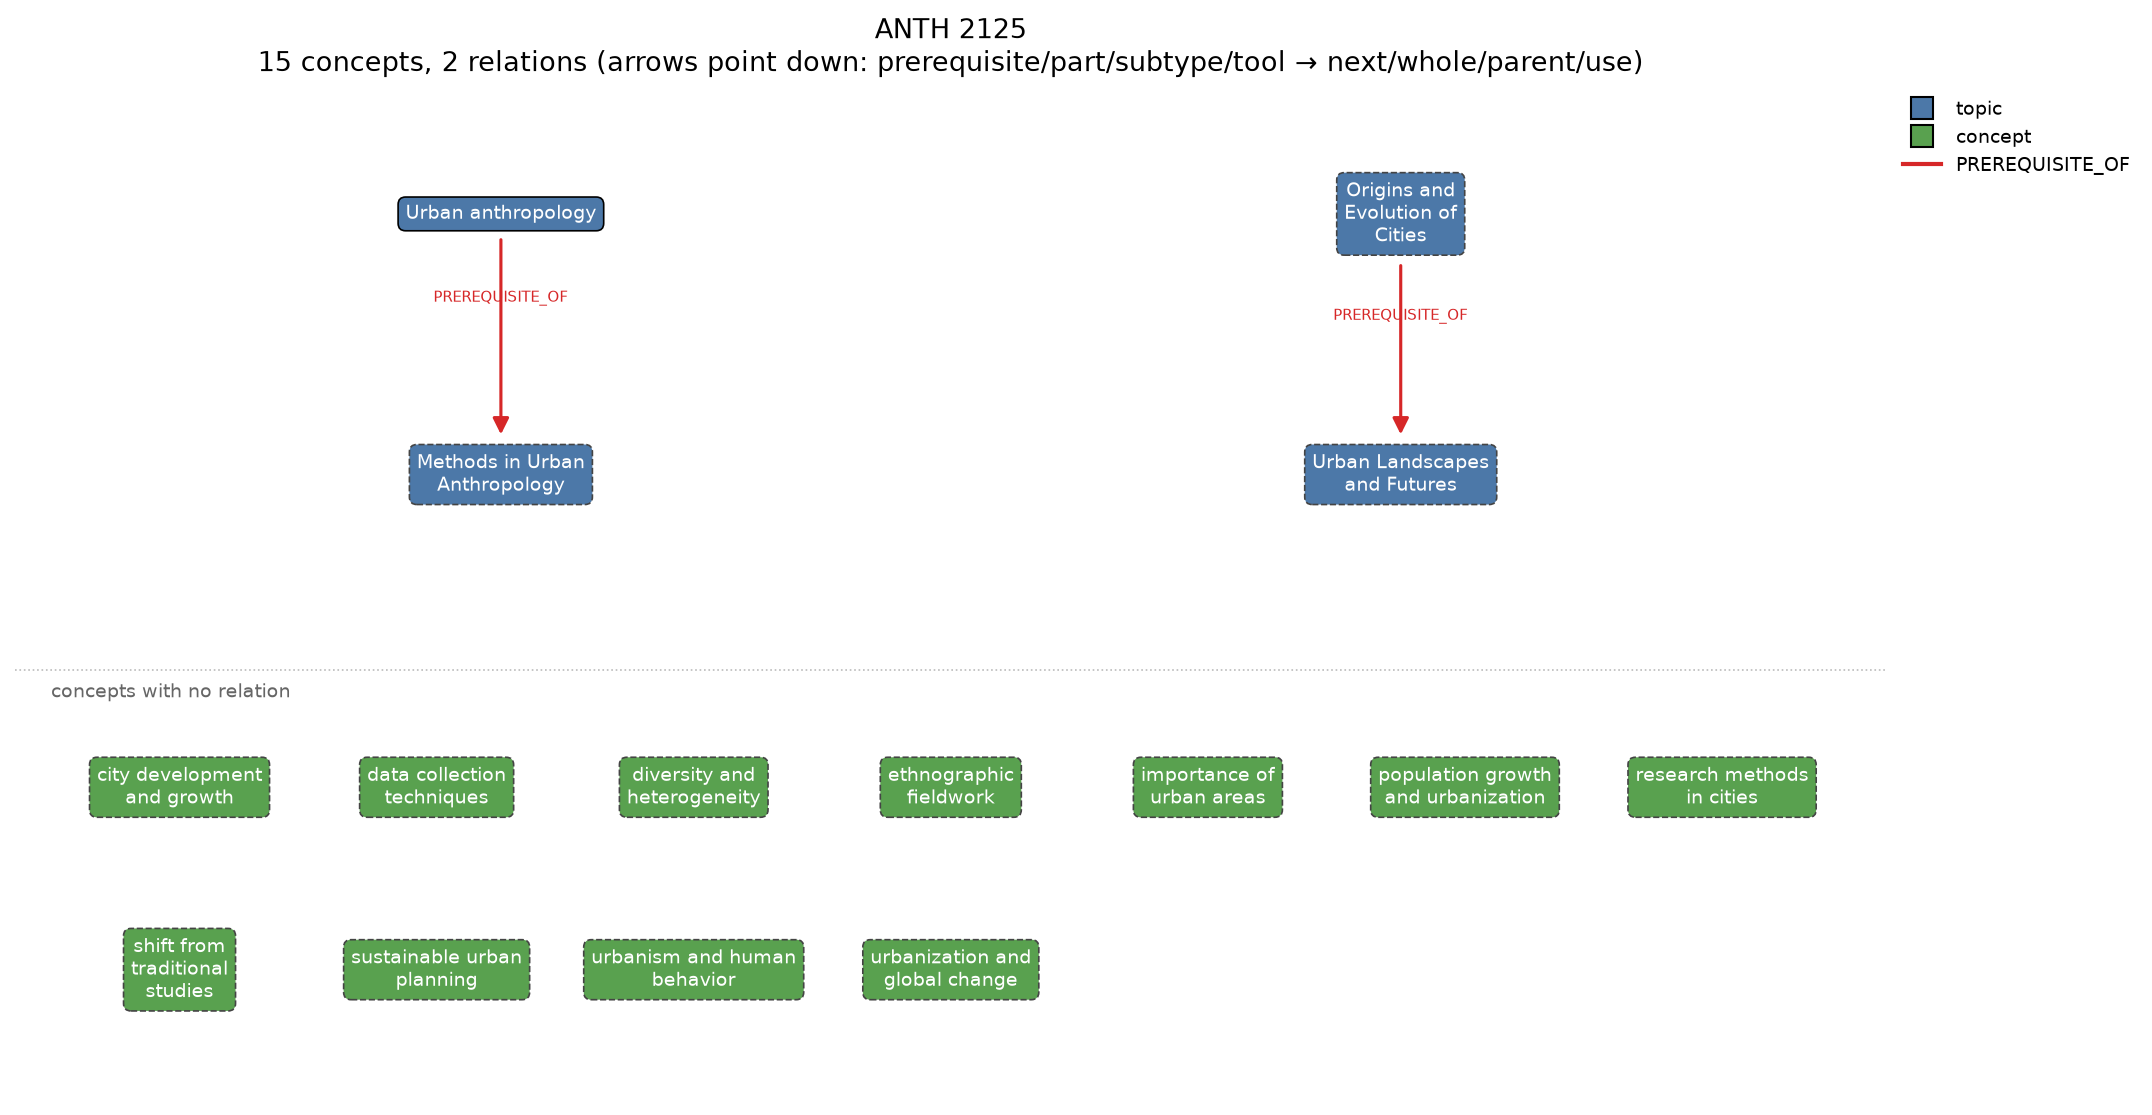 ANTH 2125
15 concepts, 2 relations (arrows point down: prerequisite/part/subtype/tool → next/whole/parent/use)
topic
concept
PREREQUISITE_OF
Urban anthropology
Origins and
Evolution of
Cities
PREREQUISITE_OF
PREREQUISITE_OF
Methods in Urban
Anthropology
Urban Landscapes
and Futures
concepts with no relation
city development
and growth
data collection
techniques
diversity and
heterogeneity
ethnographic
fieldwork
importance of
urban areas
population growth
and urbanization
research methods
in cities
shift from
traditional
studies
sustainable urban
planning
urbanism and human
behavior
urbanization and
global change